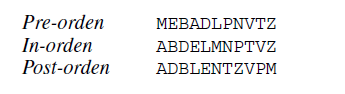 Pre-orden MEBADLPNVTZ
In-orden ABDELMNPTVZ
Post-orden ADBLENTZVPM